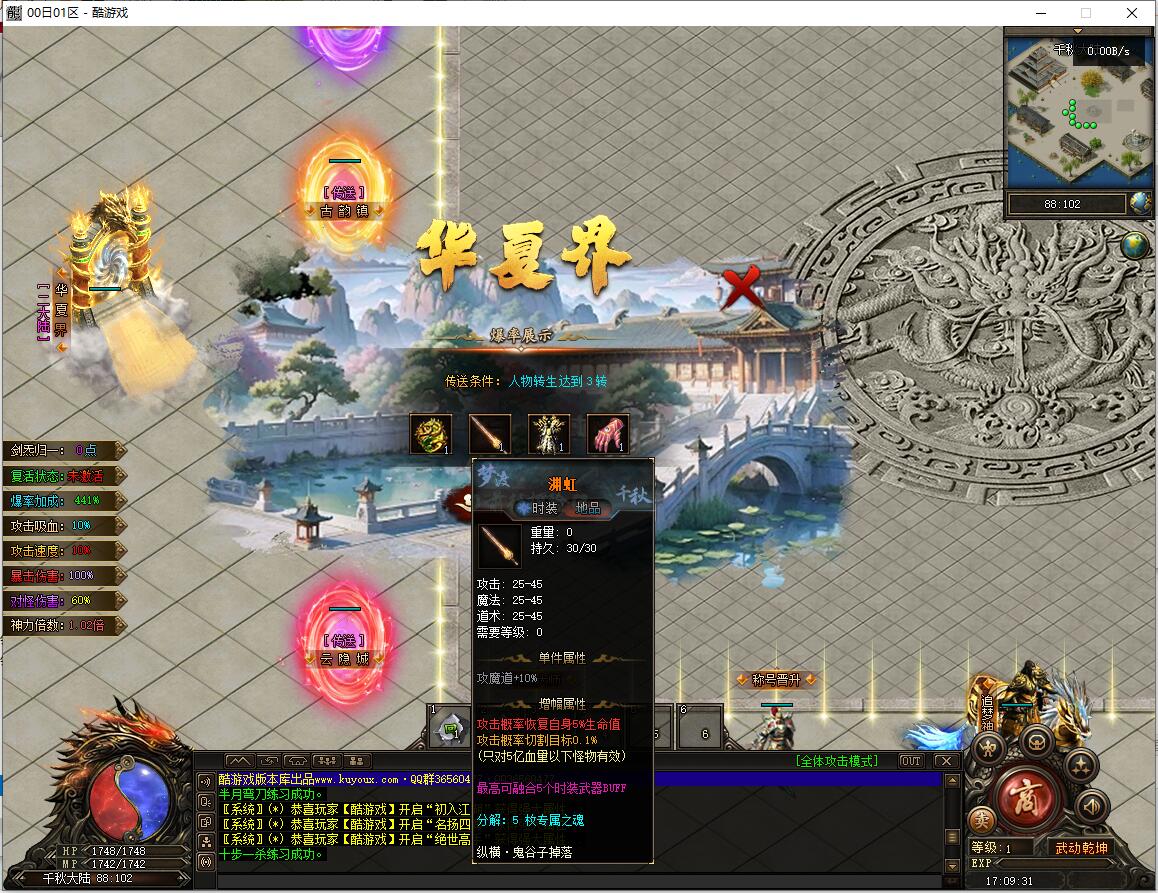 00日01区 - 酷游戏
0.00B/s
88:102
[传送]
古韵镇
华夏界
[二大陆]
华夏界
爆率展示
传送条件： 人物转生达到3转
1
1
1
1
剑炁归一： 0点
复活状态：未激活
爆率加成： 441%
攻击吸血： 10%
攻击速度： 10%
暴击伤害： 100%
对怪伤害： 60%
神力倍数：1.02倍
千秋
渊虹
时装 地品
重量： 0
持久： 30/30
攻击： 25-45
魔法： 25-45
道术： 25-45
需要等级： 0
单件属性
攻魔道+10%
增幅属性
攻击概率恢复自身5%生命值
攻击概率切割目标0.1%
(只对5亿血量以下怪物有效)
最高可融合5个时装武器BUFF
分解：5 枚专属之魂
纵横·鬼谷子掉落
[传送]
云隐城
称号晋升
追梦神
1
5
6
6
[全体攻击模式]
OUT
X
酷游戏版本库出品www.kuyoux.com·QQ群365604
半月弯刀练习成功。
〖系统〗(*) 恭喜玩家【酷游戏】开启“初入江
〖系统〗(*) 恭喜玩家【酷游戏】开启“名扬四
〖系统〗(*) 恭喜玩家【酷游戏】开启“绝世高
十步一杀练习成功。
HP 1748/1748
MP 1742/1742
千秋大陆 88:102
商
卖
等级：1
武动乾坤
EXP
17:09:31